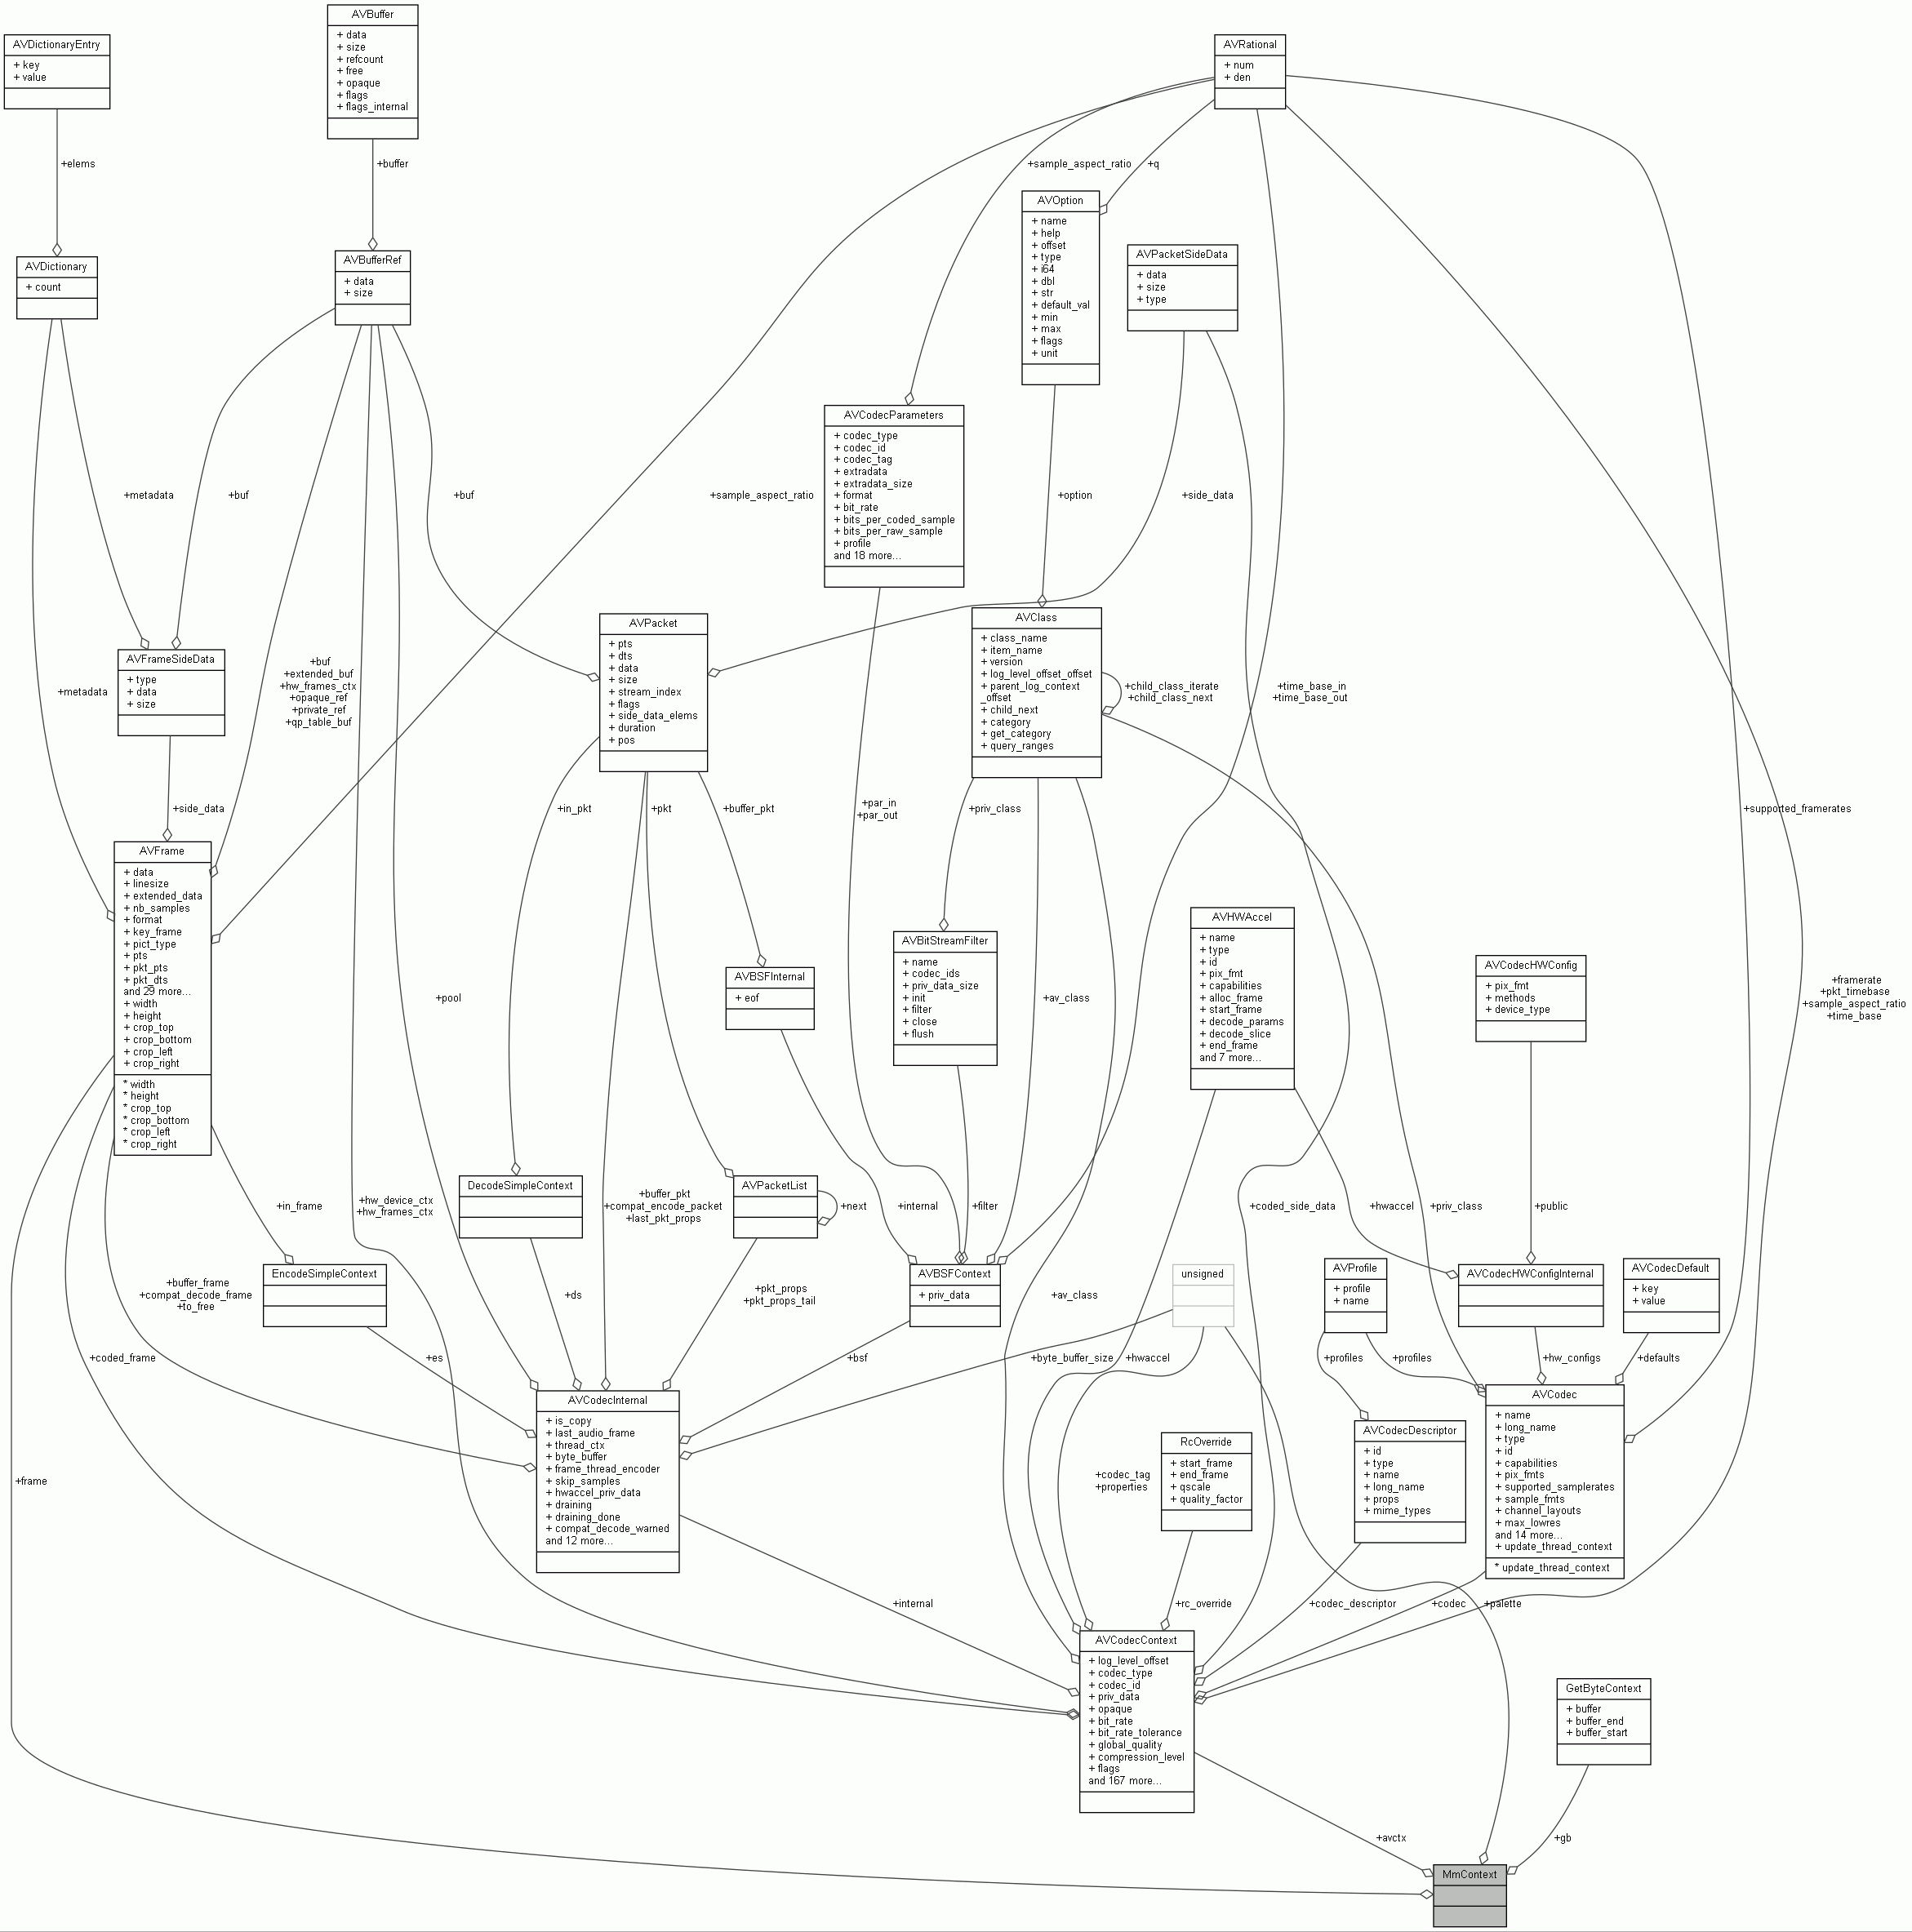 AVBuffer
+ data
+ size
+ refcount
+ free
+ opaque
+ flags
+ flags_internal
AVDictionaryEntry
+ key
+ value
AVRational
+ num
+ den
+elems
+buffer
+sample_aspect_ratio
+q
AVOption
+ name
+ help
+ offset
+ type
+ i64
+ dbl
+ str
+ default_val
+ min
+ max
+ flags
+ unit
AVPacketSideData
+ data
+ size
+ type
AVDictionary
+ count
AVBufferRef
+ data
+ size
AVCodecParameters
+ codec_type
+ codec_id
+ codec_tag
+ extradata
+ extradata_size
+ format
+ bit_rate
+ bits_per_coded_sample
+ bits_per_raw_sample
+ profile
and 18 more...
+metadata
+buf
+buf
+sample_aspect_ratio
+option
+side_data
AVPacket
+ pts
+ dts
+ data
+ size
+ stream_index
+ flags
+ side_data_elems
+ duration
+ pos
AVClass
+ class_name
+ item_name
+ version
+ log_level_offset_offset
+ parent_log_context
_offset
+ child_next
+ category
+ get_category
+ query_ranges
+child_class_iterate
+child_class_next
+time_base_in
+time_base_out
AVFrameSideData
+ type
+ data
+ size
+metadata
+buf
+extended_buf
+hw_frames_ctx
+opaque_ref
+private_ref
+qp_table_buf
+side_data
+in_pkt
+pkt
+buffer_pkt
+par_in
+par_out
+priv_class
+supported_framerates
AVFrame
+ data
+ linesize
+ extended_data
+ nb_samples
+ format
+ key_frame
+ pict_type
+ pts
+ pkt_pts
+ pkt_dts
and 29 more...
+ width
+ height
+ crop_top
+ crop_bottom
+ crop_left
+ crop_right
* width
* height
* crop_top
* crop_bottom
* crop_left
* crop_right
+pool
AVBSFInternal
+ eof
AVBitStreamFilter
+ name
+ codec_ids
+ priv_data_size
+ init
+ filter
+ close
+ flush
+av_class
AVHWAccel
+ name
+ type
+ id
+ pix_fmt
+ capabilities
+ alloc_frame
+ start_frame
+ decode_params
+ decode_slice
+ end_frame
and 7 more...
AVCodecHWConfig
+ pix_fmt
+ methods
+ device_type
+framerate
+pkt_timebase
+sample_aspect_ratio
+time_base
+in_frame
+hw_device_ctx
+hw_frames_ctx
DecodeSimpleContext
+buffer_pkt
+compat_encode_packet
+last_pkt_props
AVPacketList
+next
+internal
+filter
+coded_side_data
+hwaccel
+priv_class
+public
+buffer_frame
+compat_decode_frame
+to_free
EncodeSimpleContext
+ds
+pkt_props
+pkt_props_tail
AVBSFContext
+ priv_data
+av_class
unsigned
AVProfile
+ profile
+ name
AVCodecHWConfigInternal
AVCodecDefault
+ key
+ value
+coded_frame
+es
+bsf
+byte_buffer_size
+hwaccel
+profiles
+profiles
+hw_configs
+defaults
+frame
AVCodecInternal
+ is_copy
+ last_audio_frame
+ thread_ctx
+ byte_buffer
+ frame_thread_encoder
+ skip_samples
+ hwaccel_priv_data
+ draining
+ draining_done
+ compat_decode_warned
and 12 more...
+codec_tag
+properties
RcOverride
+ start_frame
+ end_frame
+ qscale
+ quality_factor
AVCodecDescriptor
+ id
+ type
+ name
+ long_name
+ props
+ mime_types
AVCodec
+ name
+ long_name
+ type
+ id
+ capabilities
+ pix_fmts
+ supported_samplerates
+ sample_fmts
+ channel_layouts
+ max_lowres
and 14 more...
+ update_thread_context
* update_thread_context
+internal
+rc_override
+codec_descriptor
+codec
+palette
AVCodecContext
+ log_level_offset
+ codec_type
+ codec_id
+ priv_data
+ opaque
+ bit_rate
+ bit_rate_tolerance
+ global_quality
+ compression_level
+ flags
and 167 more...
GetByteContext
+ buffer
+ buffer_end
+ buffer_start
+avctx
+gb
MmContext